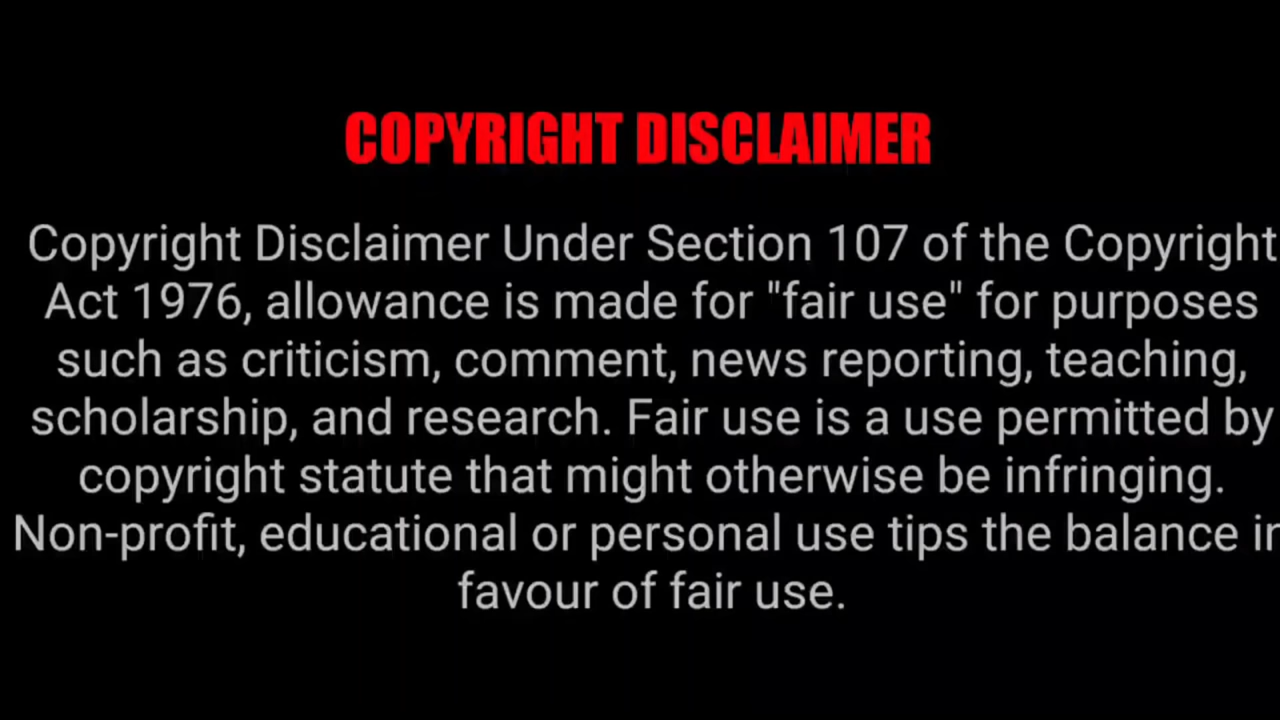 COPYRIGHT DISCLAIMER
Copyright Disclaimer Under Section 107 of the Copyright
Act 1976, allowance is made for "fair use" for purposes
such as criticism, comment, news reporting, teaching,
scholarship, and research. Fair use is a use permitted by
copyright statute that might otherwise be infringing.
Non-profit, educational or personal use tips the balance in
favour of fair use.